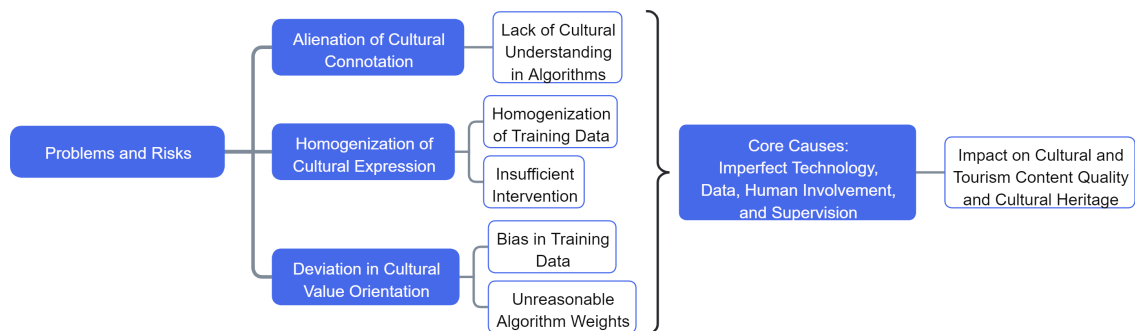 Problems and Risks
Alienation of Cultural
Connotation
Lack of Cultural
Understanding
in Algorithms
Homogenization of
Cultural Expression
Homogenization
of Training Data
Insufficient
Intervention
Deviation in Cultural
Value Orientation
Bias in Training
Data
Unreasonable
Algorithm Weights
Core Causes:
Imperfect Technology,
Data, Human Involvement,
and Supervision
Impact on Cultural and
Tourism Content Quality
and Cultural Heritage